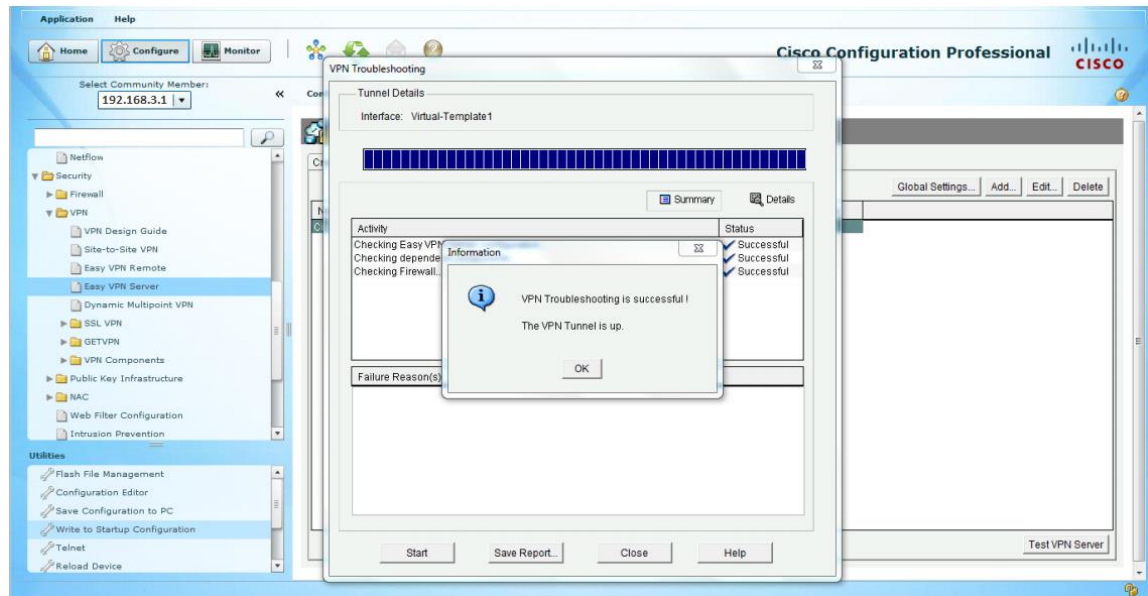 Application Help
Home Configure Monitor
Cisco Configuration Professional
CISCO
Select Community Member:
192.168.3.1
«
Netflow
Security
Firewall
VPN
VPN Design Guide
Site-to-Site VPN
Easy VPN Remote
Easy VPN Server
Dynamic Multipoint VPN
SSL VPN
GETVPN
VPN Components
Public Key Infrastructure
NAC
Web Filter Configuration
Intrusion Prevention
Utilities
Flash File Management
Configuration Editor
Save Configuration to PC
Write to Startup Configuration
Telnet
Reload Device
VPN Troubleshooting
Tunnel Details
Interface: Virtual-Template1
Summary Details
Activity Status
Checking Easy VPN Successful
Checking depende Successful
Checking Firewall.. Successful
Information
VPN Troubleshooting is successful !
The VPN Tunnel is up.
OK
Failure Reason(s)
Start Save Report... Close Help
Global Settings... Add... Edit... Delete
Test VPN Server